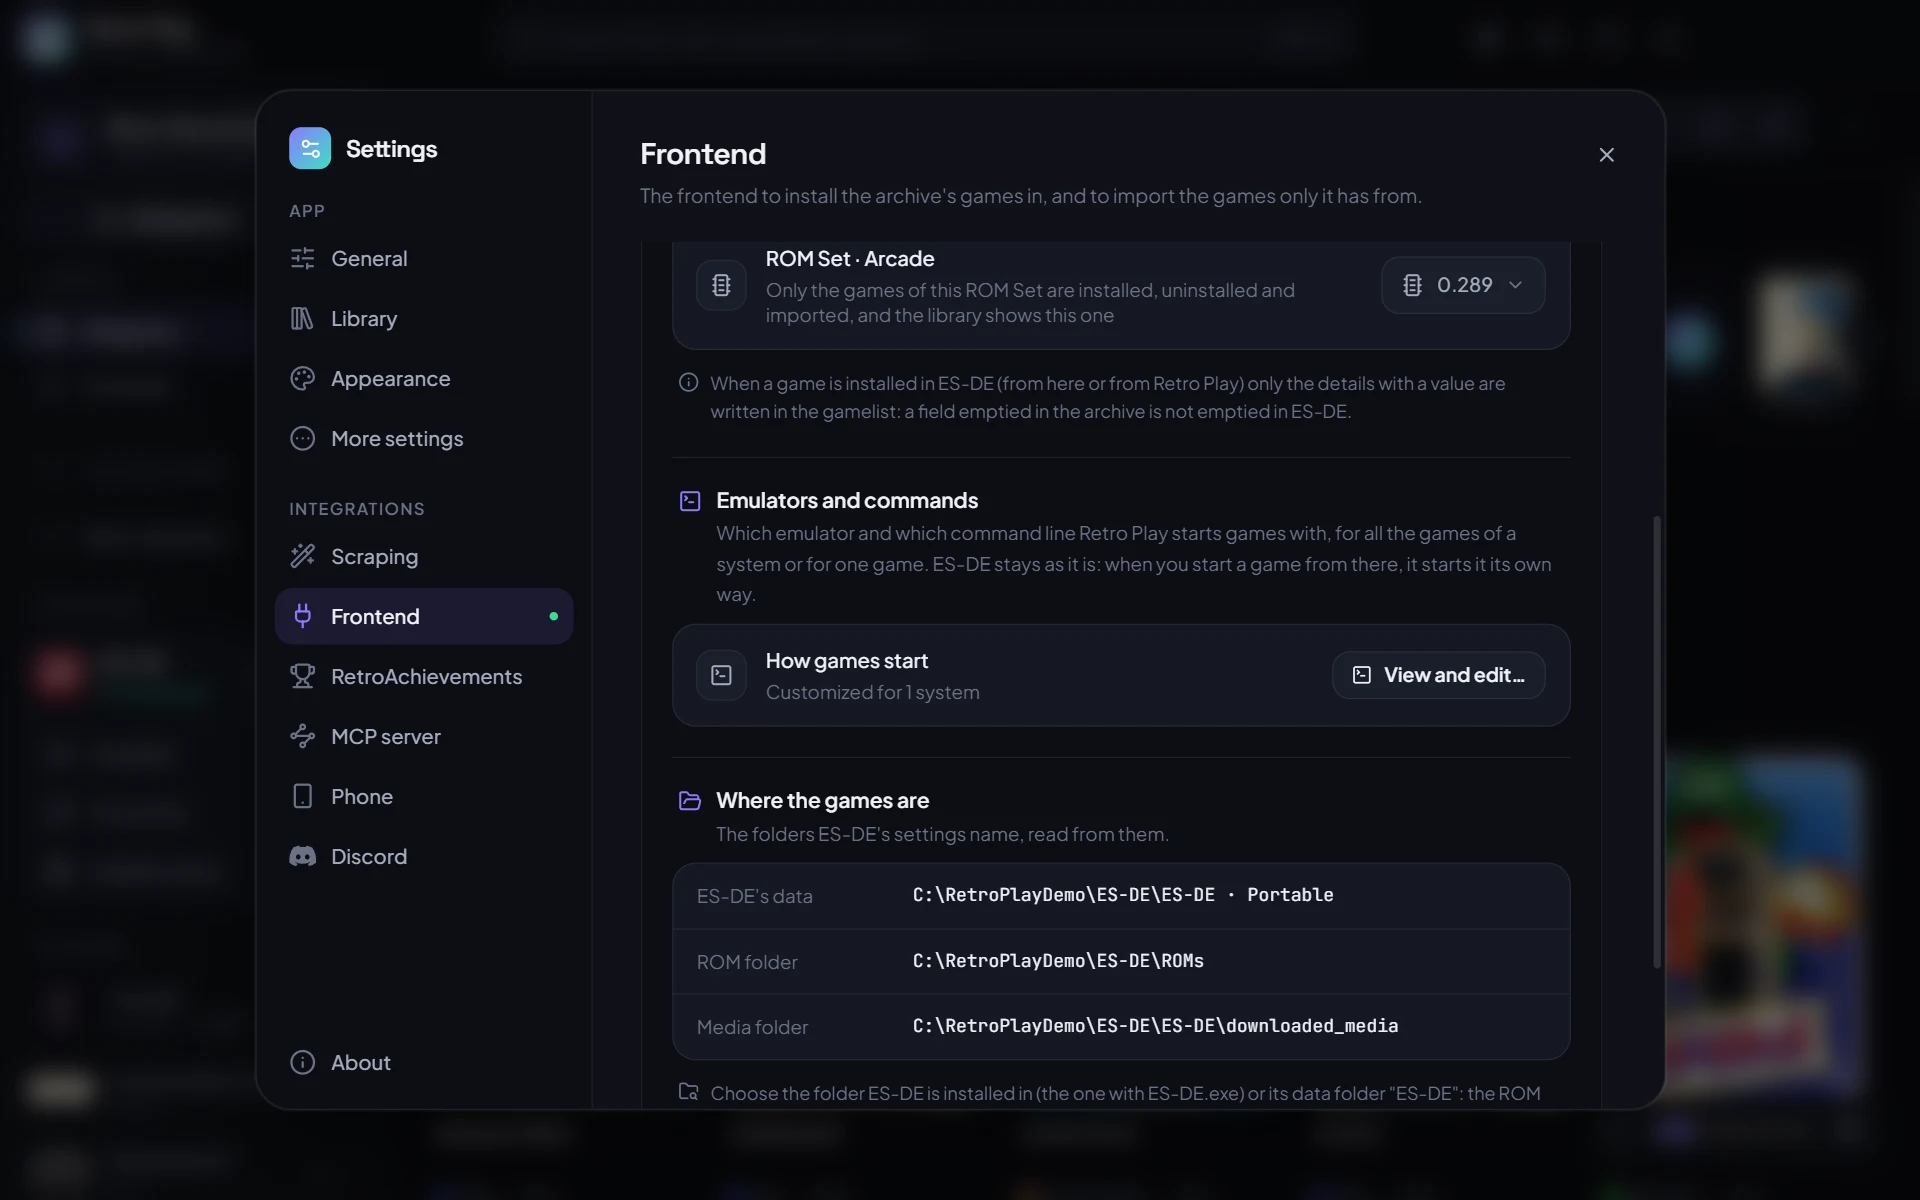 Settings
APP
General
Library
Appearance
More settings
INTEGRATIONS
Scraping
Frontend
RetroAchievements
MCP server
Phone
Discord
About
Frontend
The frontend to install the archive's games in, and to import the games only it has from.
ROM Set · Arcade
Only the games of this ROM Set are installed, uninstalled and
imported, and the library shows this one
0.289
When a game is installed in ES-DE (from here or from Retro Play) only the details with a value are
written in the gamelist: a field emptied in the archive is not emptied in ES-DE.
Emulators and commands
Which emulator and which command line Retro Play starts games with, for all the games of a
system or for one game. ES-DE stays as it is: when you start a game from there, it starts it its own
way.
How games start
Customized for 1 system
View and edit...
Where the games are
The folders ES-DE's settings name, read from them.
ES-DE's data
C:\RetroPlayDemo\ES-DE\ES-DE · Portable
ROM folder
C:\RetroPlayDemo\ES-DE\ROMs
Media folder
C:\RetroPlayDemo\ES-DE\ES-DE\downloaded_media
Choose the folder ES-DE is installed in (the one with ES-DE.exe) or its data folder "ES-DE": the ROM